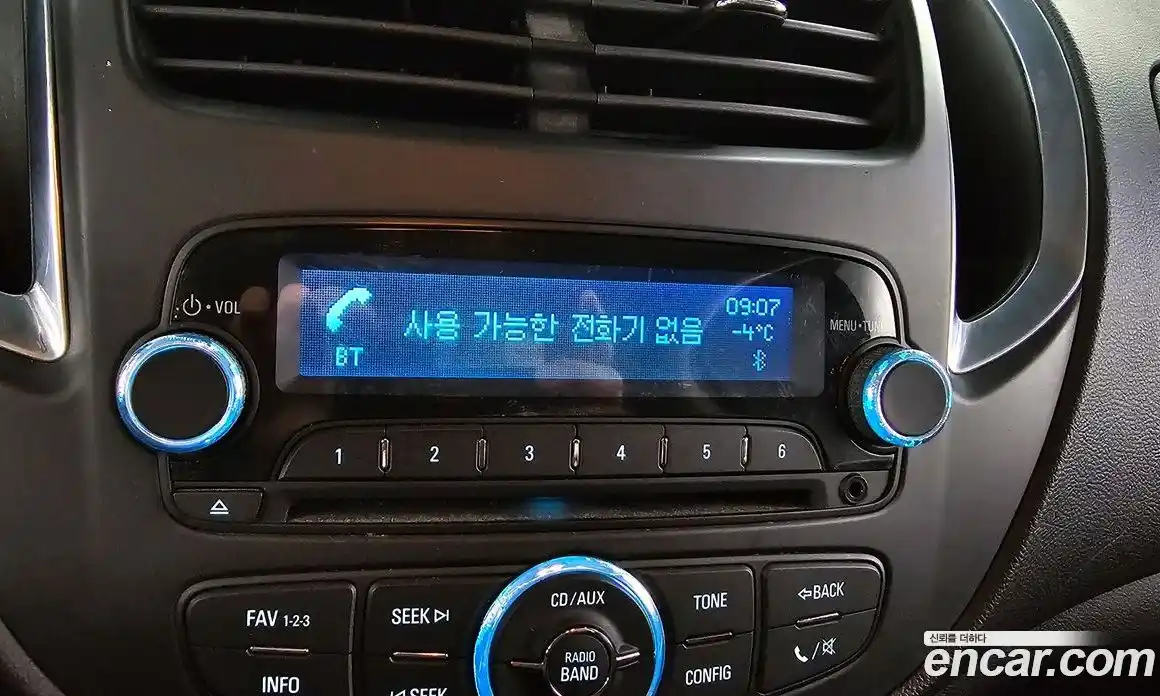 VOL
MENU•TUN
사용 가능한 전화기 없음
09:07
-4°C
BT
1 2 3 4 5 6
FAV 1-2-3
SEEK
CD/AUX
TONE
BACK
RADIO
BAND
INFO
SEEK
CONFIG
신뢰를 더하다
encar.com